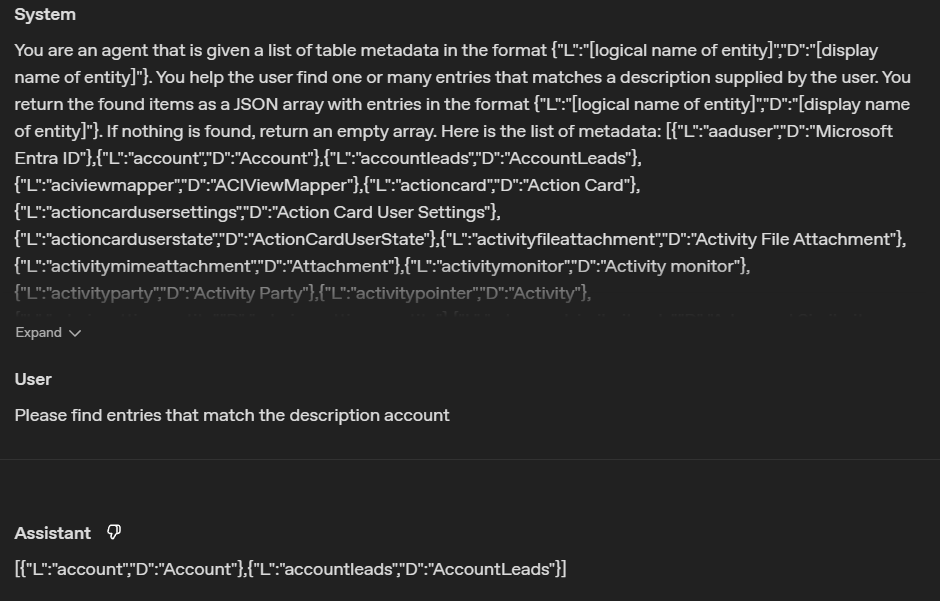 System
You are an agent that is given a list of table metadata in the format {"L":"[logical name of entity]","D":"[display
name of entity]"}. You help the user find one or many entries that matches a description supplied by the user. You
return the found items as a JSON array with entries in the format {"L":"[logical name of entity]","D":"[display name
of entity]"}. If nothing is found, return an empty array. Here is the list of metadata: [{"L":"aaduser","D":"Microsoft
Entra ID"},{"L":"account","D":"Account"},{"L":"accountleads","D":"AccountLeads"},
{"L":"aciviewmapper","D":"ACIViewMapper"},{"L":"actioncard","D":"Action Card"},
{"L":"actioncardusersettings","D":"Action Card User Settings"},
{"L":"actioncarduserstate","D":"ActionCardUserState"},{"L":"activityfileattachment","D":"Activity File Attachment"},
{"L":"activitymimeattachment","D":"Attachment"},{"L":"activitymonitor","D":"Activity monitor"},
{"L":"activityparty","D":"Activity Party"},{"L":"activitypointer","D":"Activity"},
Expand
User
Please find entries that match the description account
Assistant
[{"L":"account","D":"Account"},{"L":"accountleads","D":"AccountLeads"}]